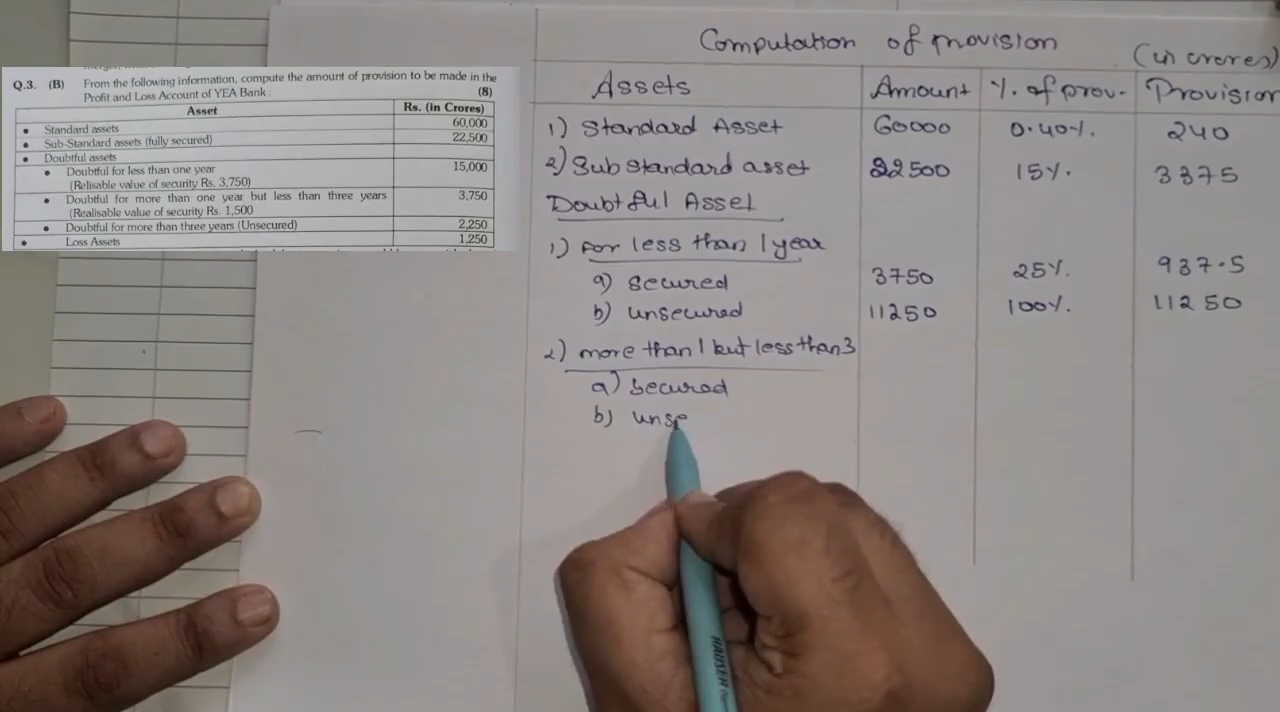 Q.3. (B) From the following information, compute the amount of provision to be made in the
Profit and Loss Account of YEA Bank : (8)
Asset Rs. (in Crores)
• Standard assets 60,000
• Sub-Standard assets (fully secured) 22,500
• Doubtful assets
• Doubtful for less than one year 15,000
(Relisable value of security Rs. 3,750)
• Doubtful for more than one year but less than three years 3,750
(Realisable value of security Rs. 1,500
• Doubtful for more than three years (Unsecured) 2,250
• Loss Assets 1,250
Computation of provision
(in crores)
Assets Amount % of prov. Provision
1) Standard Asset 60000 0.40% 240
2) Sub standard asset 22500 15% 3375
Doubtful Asset
1) For less than 1 year
a) secured 3750 25% 937.5
b) unsecured 11250 100% 11250
2) more than 1 but less than 3
a) secured
b) unse
HAUSER